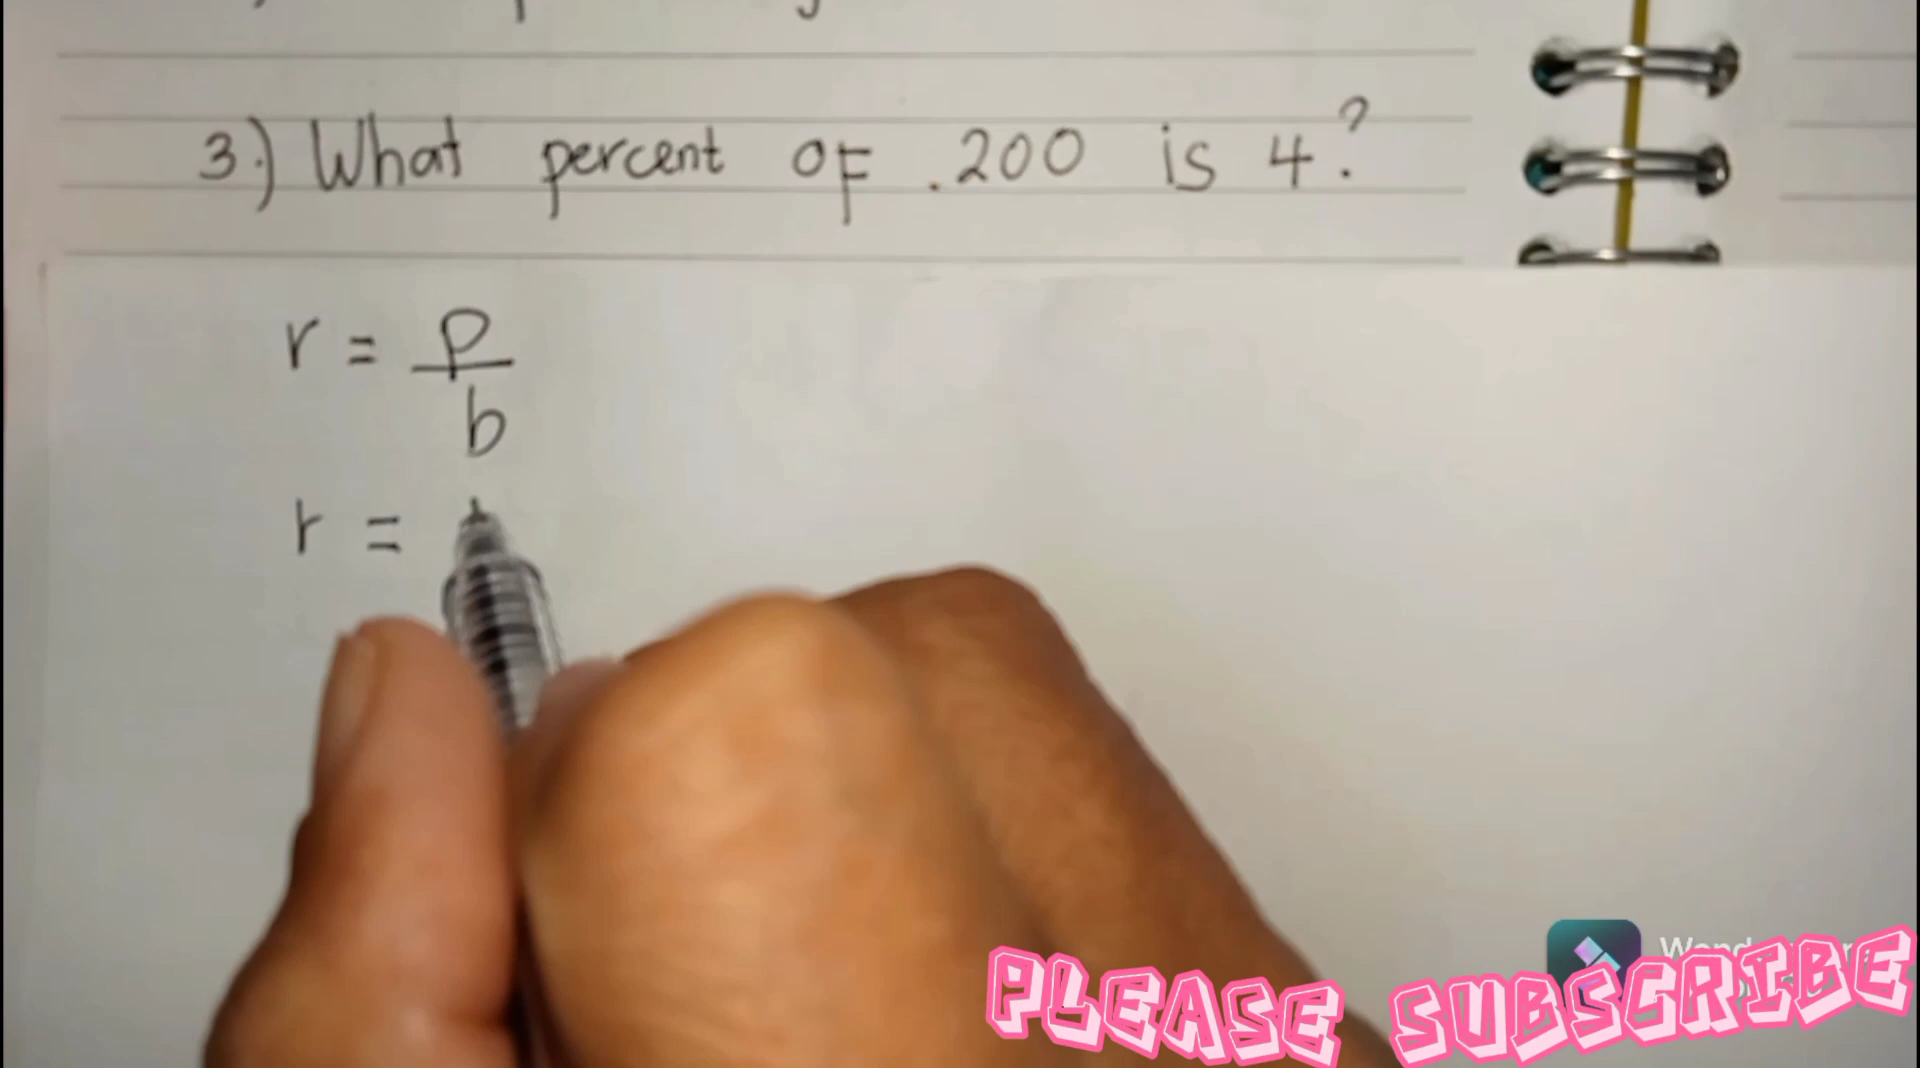 3.) What percent OF .200 is 4?
r = p
b
r =
PLEASE SUBSCRIBE